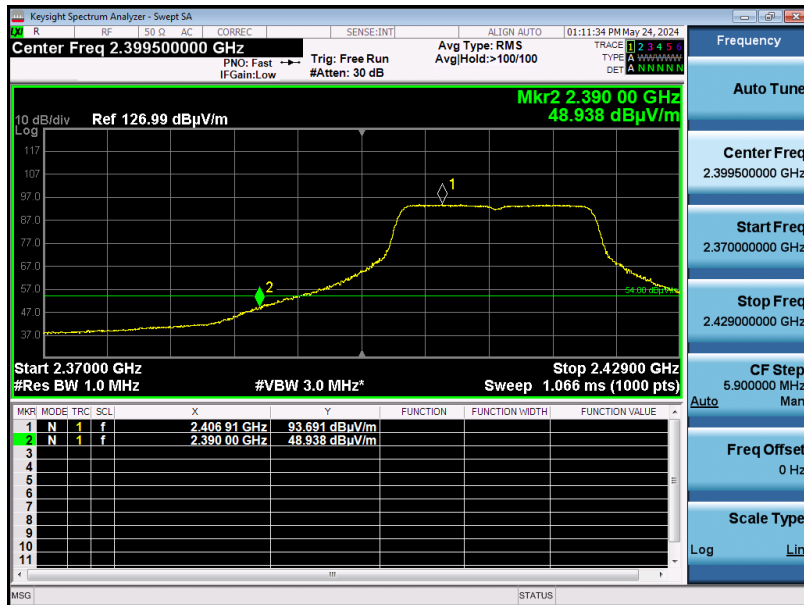 Keysight Spectrum Analyzer - Swept SA
LXI R RF 50 Ω AC CORREC SENSE:INT ALIGN AUTO 01:11:34 PM May 24, 2024
Center Freq 2.399500000 GHz
PNO: Fast
IFGain:Low
Trig: Free Run
#Atten: 30 dB
Avg Type: RMS
Avg|Hold:>100/100
TRACE 1 2 3 4 5 6
TYPE A WWWWW
DET A N N N N N
Mkr2 2.390 00 GHz
48.938 dBµV/m
10 dB/div Ref 126.99 dBµV/m
Log
117
107
97.0
87.0
77.0
67.0
57.0
47.0
37.0
1
2
54.00 dBµV/m
Start 2.37000 GHz Stop 2.42900 GHz
#Res BW 1.0 MHz #VBW 3.0 MHz* Sweep 1.066 ms (1000 pts)
MKR MODE TRC SCL X Y FUNCTION FUNCTION WIDTH FUNCTION VALUE
1 N 1 f 2.406 91 GHz 93.691 dBµV/m
2 N 1 f 2.390 00 GHz 48.938 dBµV/m
3
4
5
6
7
8
9
10
11
MSG STATUS
Frequency
Auto Tune
Center Freq
2.399500000 GHz
Start Freq
2.370000000 GHz
Stop Freq
2.429000000 GHz
CF Step
5.900000 MHz
Auto Man
Freq Offset
0 Hz
Scale Type
Log Lin